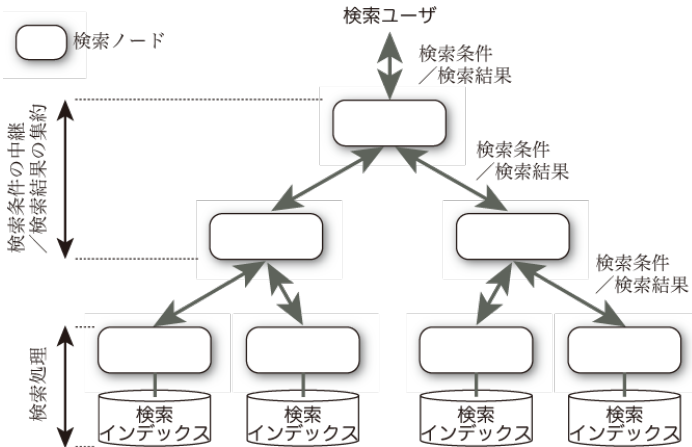 検索ユーザ
検索ノード
検索条件
／検索結果
検索条件の中継
／検索結果の集約
検索条件
／検索結果
検索条件
／検索結果
検索処理
検索
インデックス
検索
インデックス
検索
インデックス
検索
インデックス